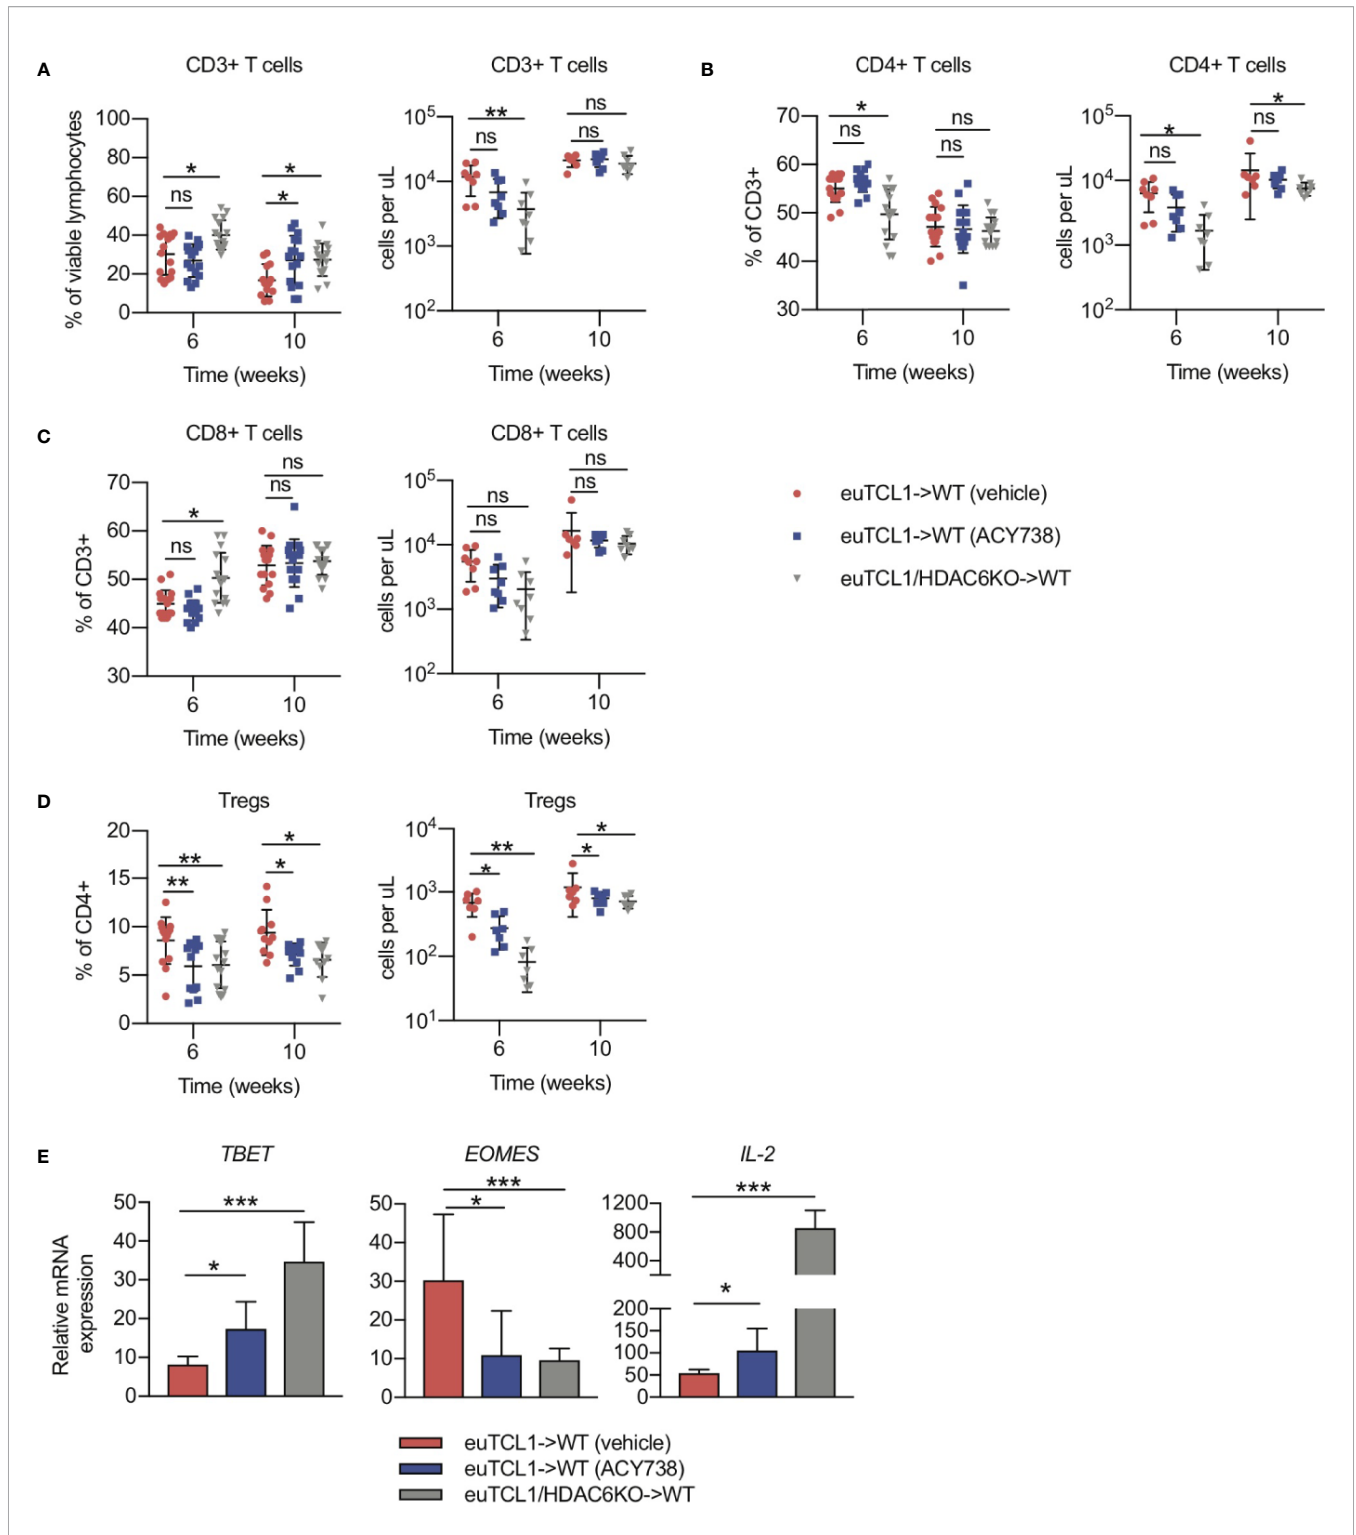 A
CD3+ T cells
% of viable lymphocytes
100
80
60
40
20
0
*
ns
*
*
6
10
Time (weeks)
CD3+ T cells
cells per uL
10^5
10^4
10^3
10^2
**
ns
ns
ns
6
10
Time (weeks)
B
CD4+ T cells
% of CD3+
70
60
50
40
30
*
ns
ns
ns
6
10
Time (weeks)
CD4+ T cells
cells per uL
10^5
10^4
10^3
10^2
*
ns
*
ns
6
10
Time (weeks)
C
CD8+ T cells
% of CD3+
70
60
50
40
30
*
ns
ns
ns
6
10
Time (weeks)
CD8+ T cells
cells per uL
10^5
10^4
10^3
10^2
ns
ns
ns
ns
6
10
Time (weeks)
euTCL1->WT (vehicle)
euTCL1->WT (ACY738)
euTCL1/HDAC6KO->WT
D
Tregs
% of CD4+
20
15
10
5
0
**
**
*
*
6
10
Time (weeks)
Tregs
cells per uL
10^4
10^3
10^2
10^1
**
*
*
*
6
10
Time (weeks)
E
TBET
Relative mRNA
expression
50
40
30
20
10
0
***
*
EOMES
50
40
30
20
10
0
***
*
IL-2
1200
800
400
200
150
100
50
0
***
*
euTCL1->WT (vehicle)
euTCL1->WT (ACY738)
euTCL1/HDAC6KO->WT